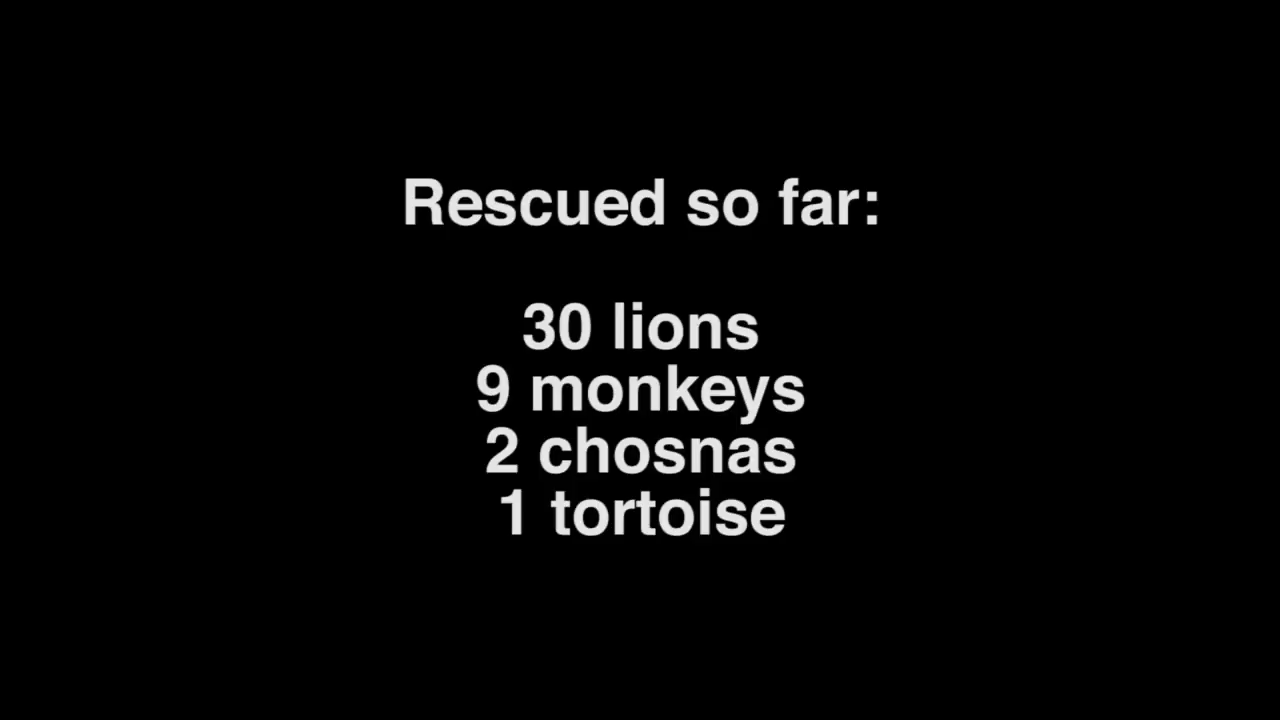 Rescued so far:
30 lions
9 monkeys
2 chosnas
1 tortoise